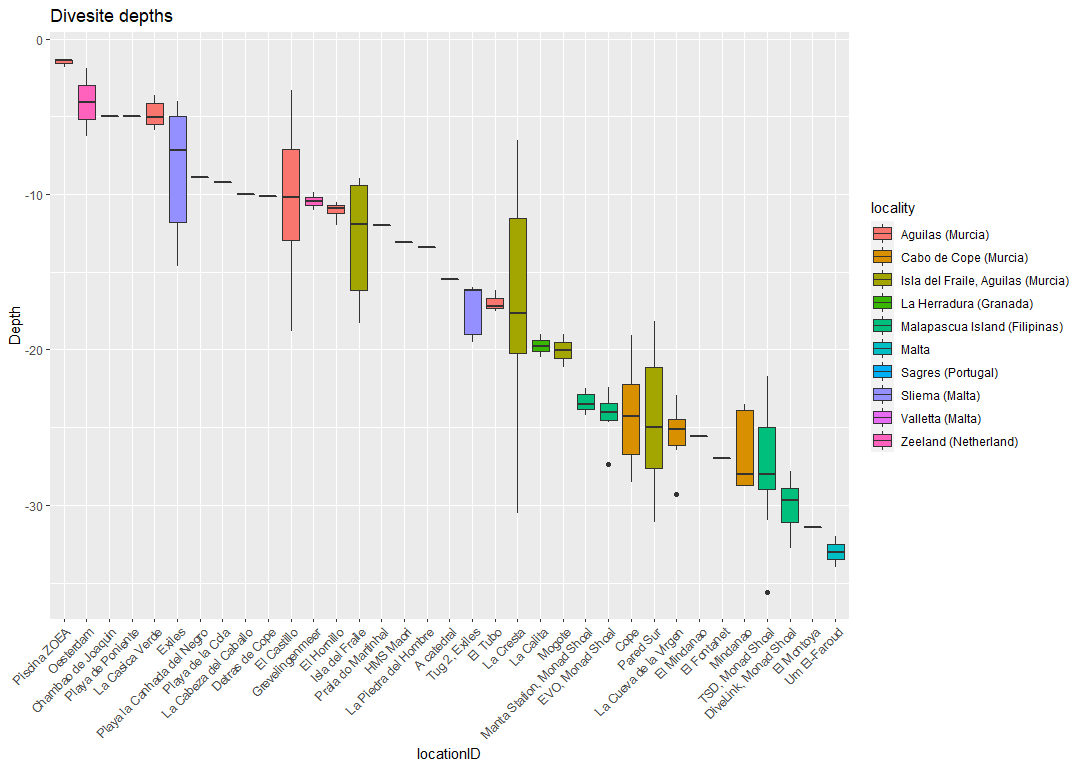 Divesite depths
0
-10
-20
-30
Depth
Piscina ZOEA
Oesterdam
Chambao de Joaquin
Playa de Poniente
La Casica Verde
Exiles
Playa la Canhada del Negro
Playa de la Cola
La Cabeza del Caballo
Detras de Cope
El Castillo
Grevelingenmeer
El Hornillo
Isla del Fraile
Praia do Martinhal
HMS Maori
La Piedra del Hombre
A catedral
Tug 2, Exiles
El Tubo
La Cresta
La Calita
Mogote
Manta Station, Monad Shoal
EVO, Monad Shoal
Cope
Pared Sur
La Cueva de la Virgen
El Mindanao
El Fontanet
Mindanao
TSD, Monad Shoal
DiveLink, Monad Shoal
El Montoya
Um El-Faroud
locationID
locality
Aguilas (Murcia)
Cabo de Cope (Murcia)
Isla del Fraile, Aguilas (Murcia)
La Herradura (Granada)
Malapascua Island (Filipinas)
Malta
Sagres (Portugal)
Sliema (Malta)
Valletta (Malta)
Zeeland (Netherland)